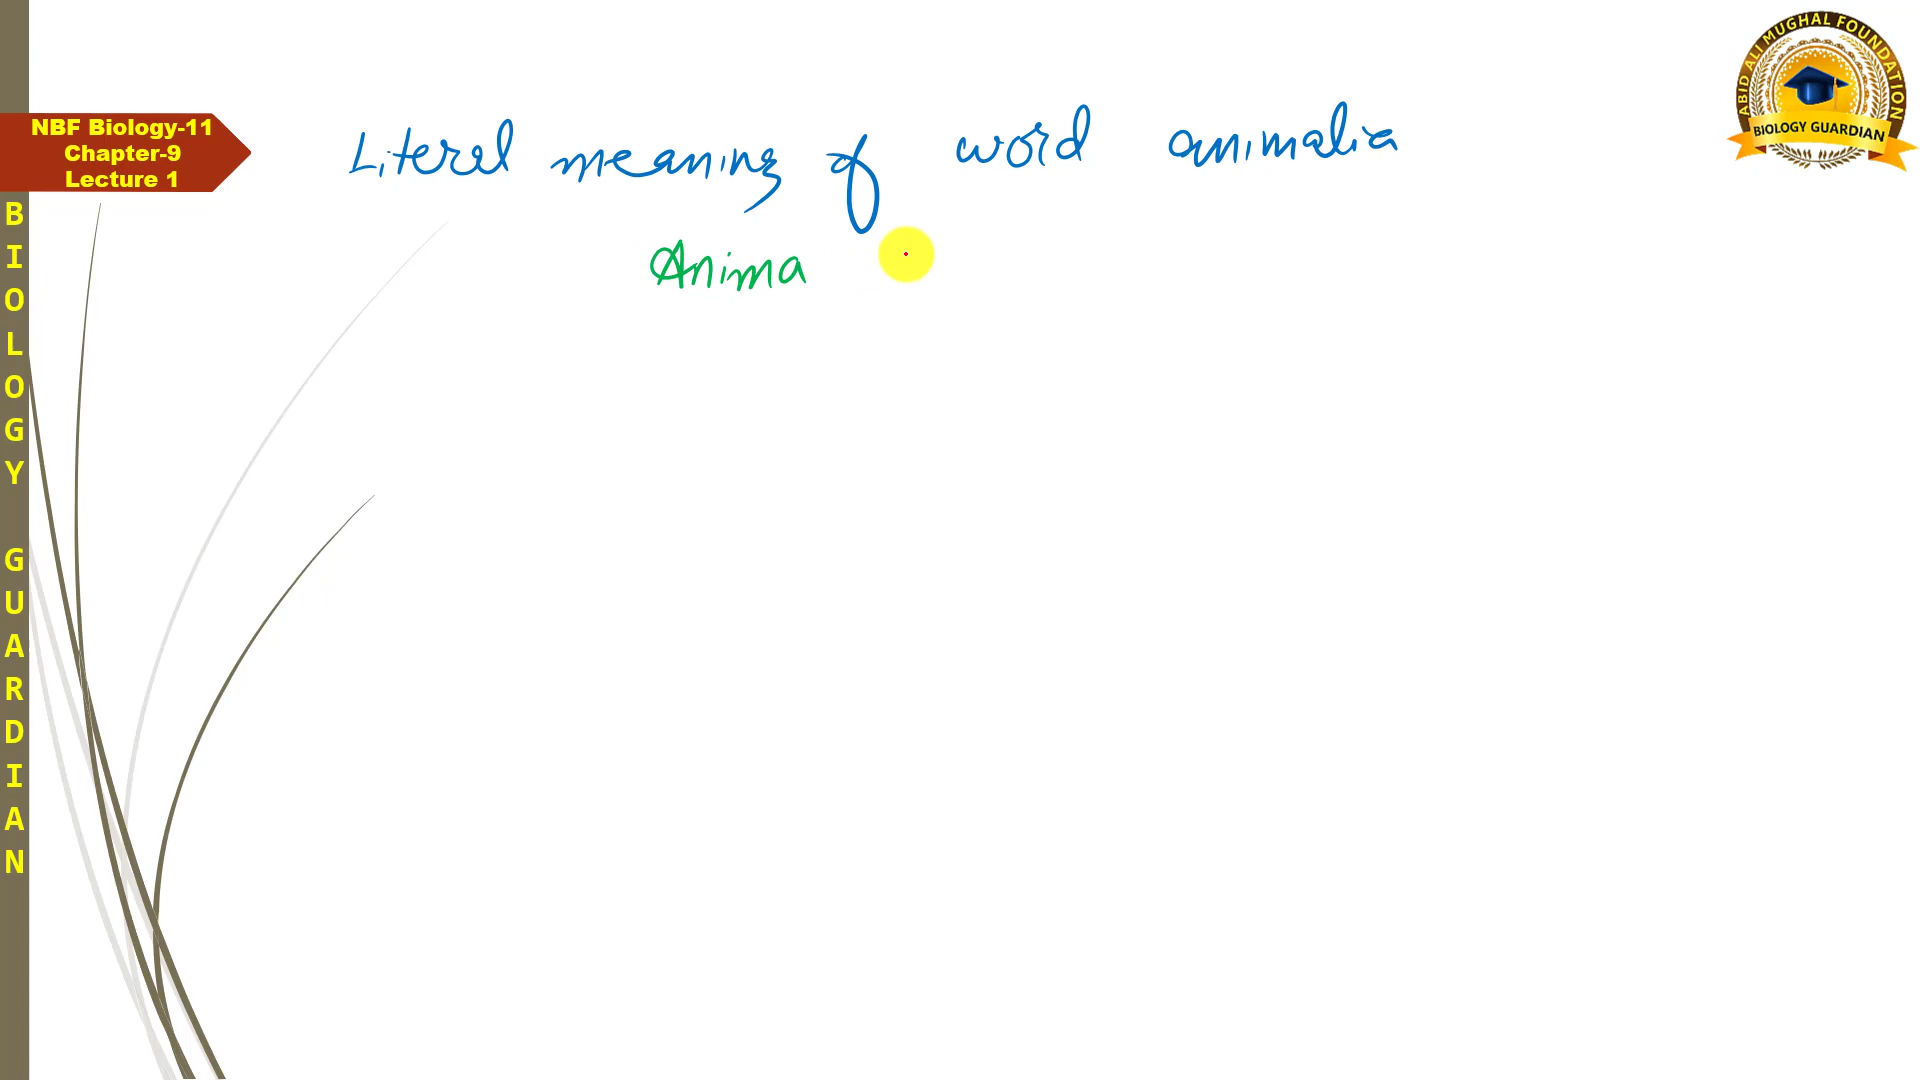 ABID ALI MUGHAL FOUNDATION
BIOLOGY GUARDIAN
NBF Biology-11
Chapter-9
Lecture 1
Literal meaning of word animalia
Anima
BIOLOGY GUARDIAN